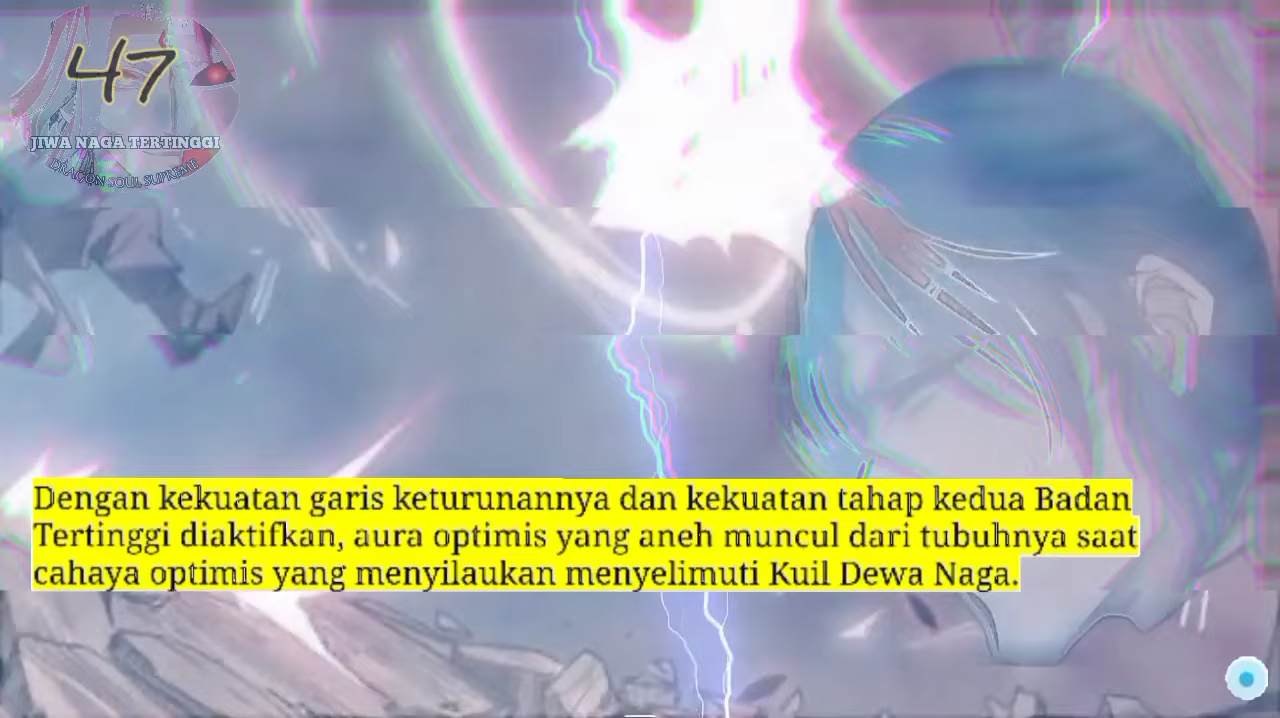 47
JIWA NAGA TERTINGGI
DRAGON SOUL SUPREME
Dengan kekuatan garis keturunannya dan kekuatan tahap kedua Badan
Tertinggi diaktifkan, aura optimis yang aneh muncul dari tubuhnya saat
cahaya optimis yang menyilaukan menyelimuti Kuil Dewa Naga.